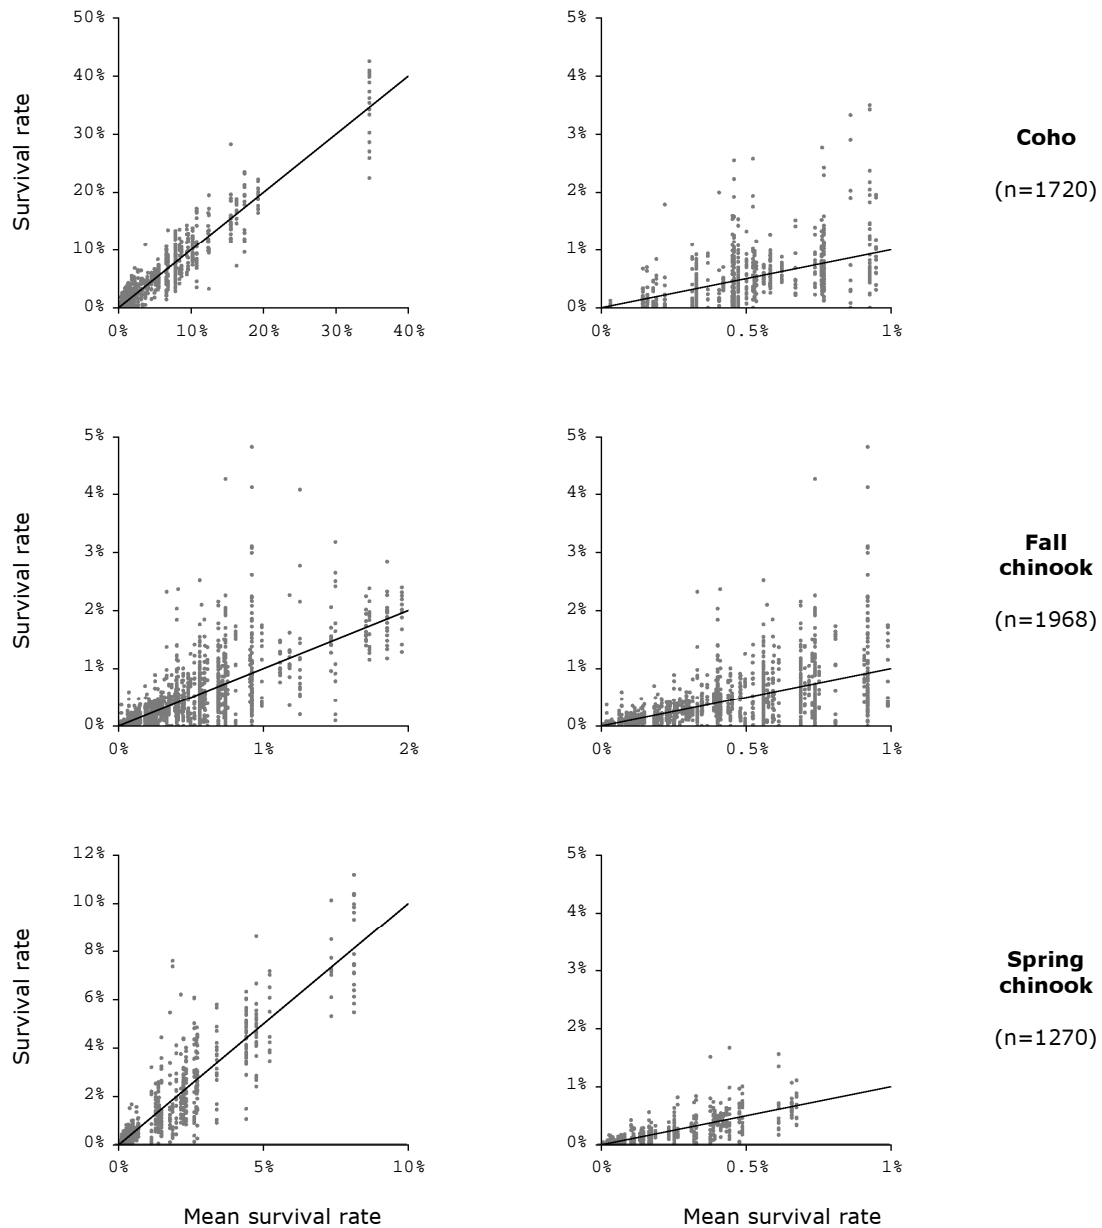 50%
40%
30%
20%
10%
0%
Survival rate
0% 10% 20% 30% 40%
5%
4%
3%
2%
1%
0%
0% 0.5% 1%
Coho
(n=1720)
5%
4%
3%
2%
1%
0%
Survival rate
0% 1% 2%
5%
4%
3%
2%
1%
0%
0% 0.5% 1%
Fall
chinook
(n=1968)
12%
10%
8%
6%
4%
2%
0%
Survival rate
0% 5% 10%
Mean survival rate
5%
4%
3%
2%
1%
0%
0% 0.5% 1%
Mean survival rate
Spring
chinook
(n=1270)